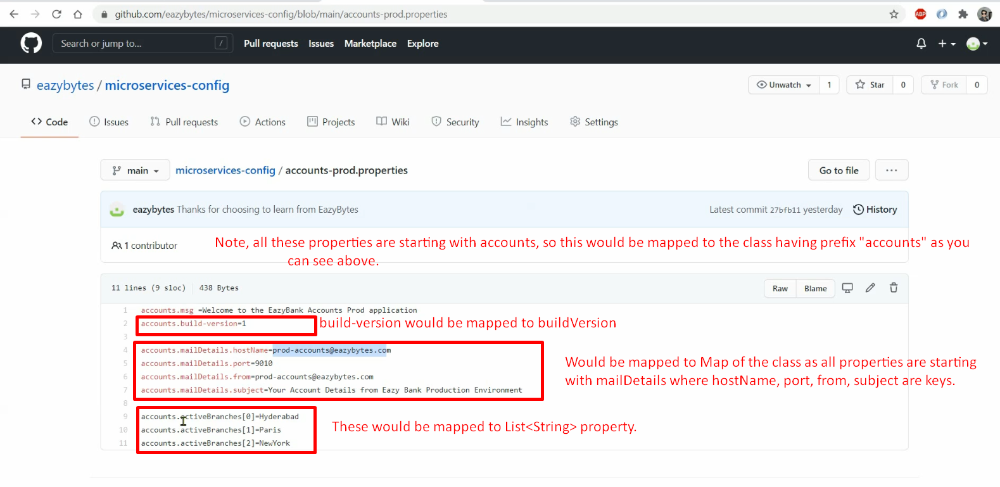 github.com/eazybytes/microservices-config/blob/main/accounts-prod.properties
ABP
Search or jump to...
/
Pull requests
Issues
Marketplace
Explore
eazybytes / microservices-config
Unwatch 1
Star 0
Fork 0
Code
Issues
Pull requests
Actions
Projects
Wiki
Security
Insights
Settings
main
microservices-config / accounts-prod.properties
Go to file
...
eazybytes Thanks for choosing to learn from EazyBytes
Latest commit 27bfb11 yesterday
History
1 contributor
Note, all these properties are starting with accounts, so this would be mapped to the class having prefix "accounts" as you
can see above.
11 lines (9 sloc) 438 Bytes
Raw
Blame
1 accounts.msg =Welcome to the EazyBank Accounts Prod application
2 accounts.build-version=1
build-version would be mapped to buildVersion
3
4 accounts.mailDetails.hostName=prod-accounts@eazybytes.com
5 accounts.mailDetails.port=9010
6 accounts.mailDetails.from=prod-accounts@eazybytes.com
7 accounts.mailDetails.subject=Your Account Details from Eazy Bank Production Environment
Would be mapped to Map of the class as all properties are starting
with mailDetails where hostName, port, from, subject are keys.
8
9 accounts.activeBranches[0]=Hyderabad
10 accounts.activeBranches[1]=Paris
11 accounts.activeBranches[2]=NewYork
These would be mapped to List<String> property.